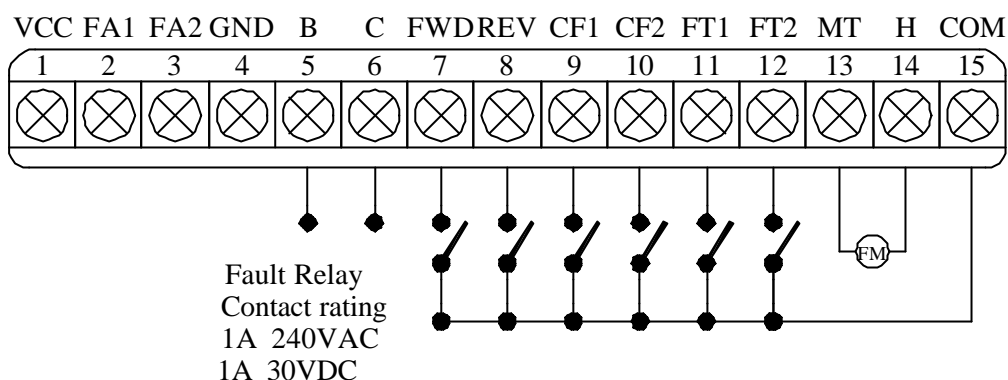 VCC FA1 FA2 GND B C FWD REV CF1 CF2 FT1 FT2 MT H COM
1 2 3 4 5 6 7 8 9 10 11 12 13 14 15
FM
Fault Relay
Contact rating
1A 240VAC
1A 30VDC